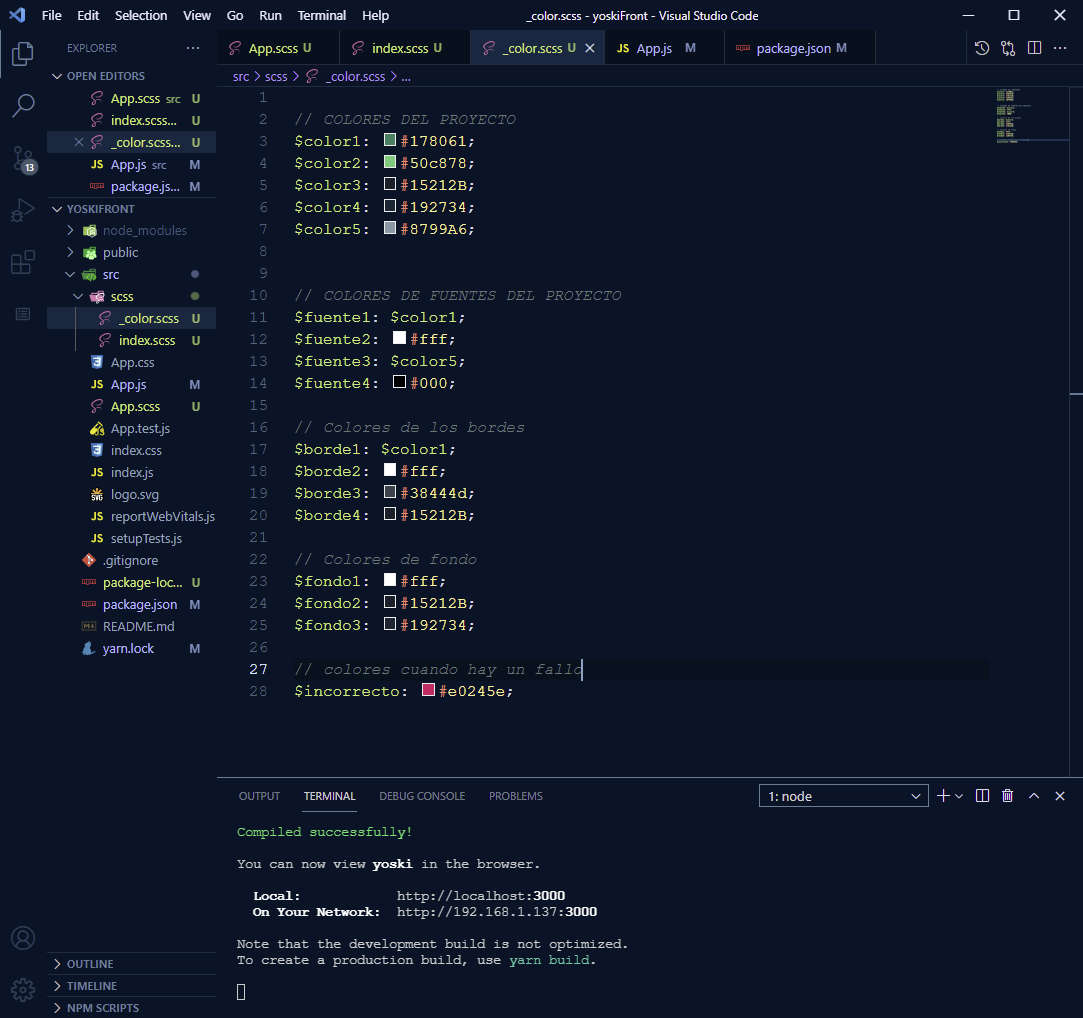 File Edit Selection View Go Run Terminal Help _color.scss - yoskiFront - Visual Studio Code
EXPLORER
App.scss U index.scss U _color.scss U JS App.js M package.json M
src > scss > _color.scss > ...
OPEN EDITORS
App.scss src U
index.scss... U
_color.scss... U
JS App.js src M
package.js... M
13
YOSKIFRONT
node_modules
public
src
scss
_color.scss U
index.scss U
App.css
JS App.js M
App.scss U
App.test.js
index.css
JS index.js
SVG logo.svg
JS reportWebVitals.js
JS setupTests.js
.gitignore
package-loc... U
package.json M
README.md
yarn.lock M
OUTLINE
TIMELINE
NPM SCRIPTS
1
2 // COLORES DEL PROYECTO
3 $color1: #178061;
4 $color2: #50c878;
5 $color3: #15212B;
6 $color4: #192734;
7 $color5: #8799A6;
8
9
10 // COLORES DE FUENTES DEL PROYECTO
11 $fuente1: $color1;
12 $fuente2: #fff;
13 $fuente3: $color5;
14 $fuente4: #000;
15
16 // Colores de los bordes
17 $borde1: $color1;
18 $borde2: #fff;
19 $borde3: #38444d;
20 $borde4: #15212B;
21
22 // Colores de fondo
23 $fondo1: #fff;
24 $fondo2: #15212B;
25 $fondo3: #192734;
26
27 // colores cuando hay un fallo
28 $incorrecto: #e0245e;
OUTPUT TERMINAL DEBUG CONSOLE PROBLEMS 1: node
Compiled successfully!
You can now view yoski in the browser.
Local: http://localhost:3000
On Your Network: http://192.168.1.137:3000
Note that the development build is not optimized.
To create a production build, use yarn build.